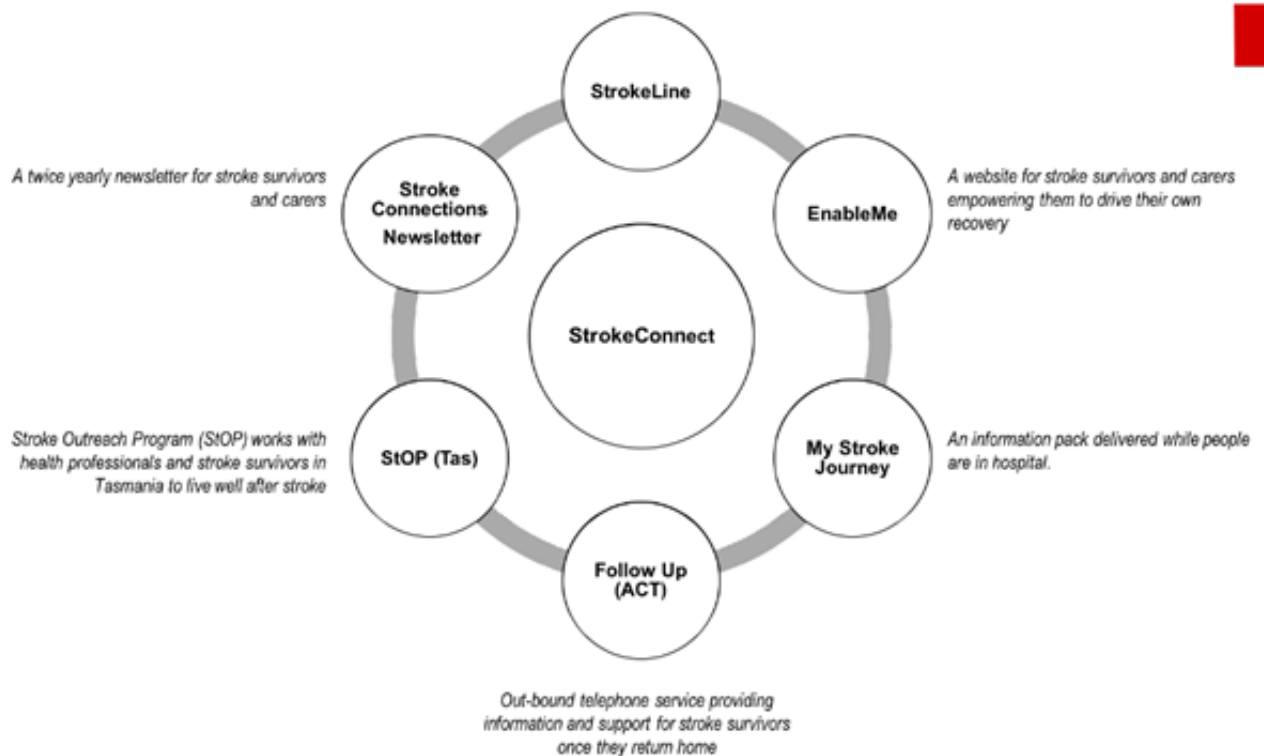 StrokeLine
A twice yearly newsletter for stroke survivors
and carers
Stroke
Connections
Newsletter
EnableMe
A website for stroke survivors and carers
empowering them to drive their own
recovery
StrokeConnect
Stroke Outreach Program (StOP) works with
health professionals and stroke survivors in
Tasmania to live well after stroke
StOP (Tas)
My Stroke
Journey
An information pack delivered while people
are in hospital.
Follow Up
(ACT)
Out-bound telephone service providing
information and support for stroke survivors
once they return home